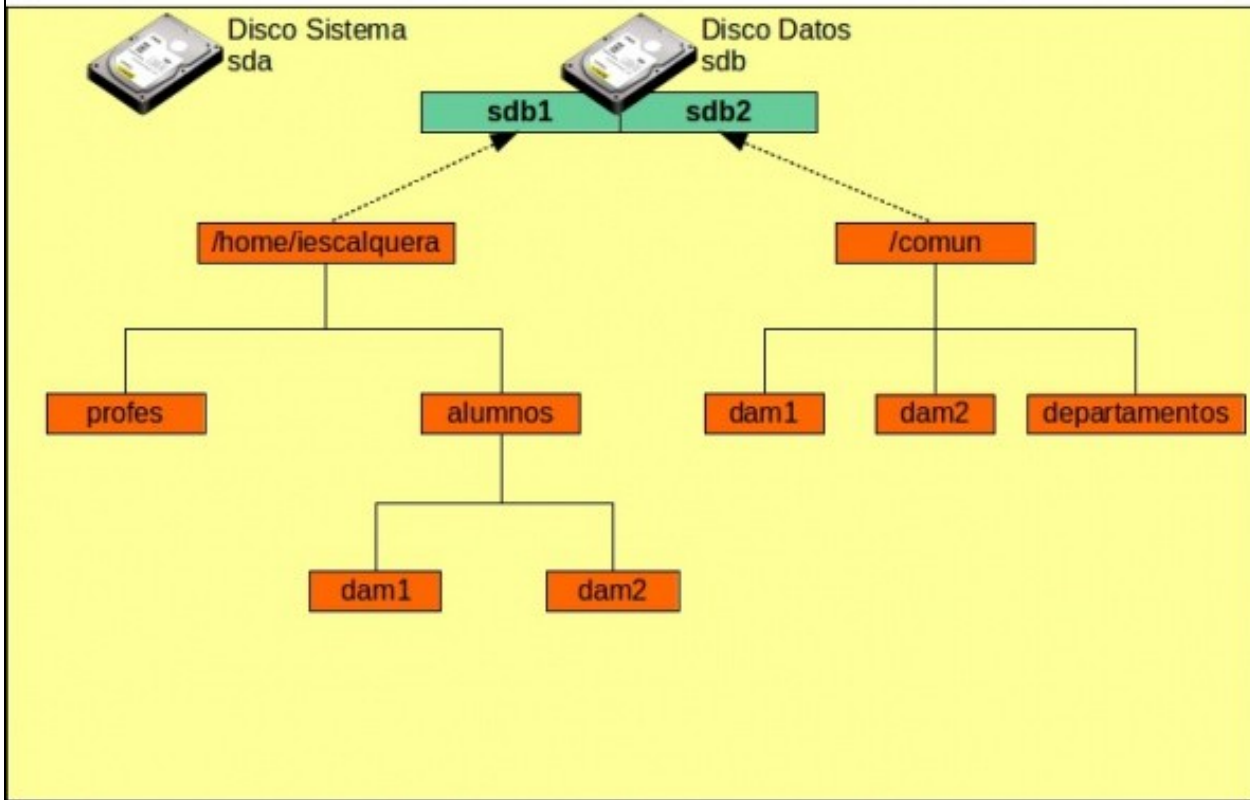 Disco Sistema
sda
Disco Datos
sdb
sdb1
sdb2
/home/iescalquera
/comun
profes
alumnos
dam1
dam2
departamentos
dam1
dam2